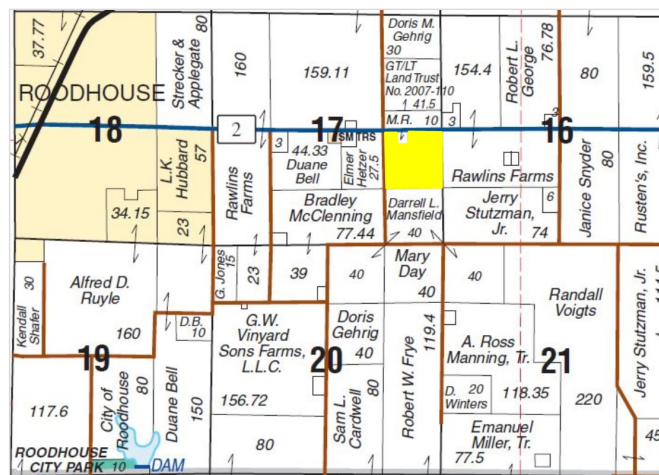 37.77
Strecker &
Applegate
80
160
159.11
Doris M.
Gehrig
30
GT/LT
Land Trust
No. 2007-110
41.5
M.R. 10
154.4
3
Robert L.
George
76.78
3
80
159.5
ROODHOUSE
18
2
17
SM TRS
16
L.K.
Hubbard
57
34.15
23
Rawlins
Farms
3
44.33
Duane
Bell
Elmer
Hetzer
27.5
Bradley
McClenning
77.44
Darrell L.
Mansfield
40
Rawlins Farms
Jerry
Stutzman,
Jr.
6
74
Janice Snyder
80
Rusten's, Inc.
Kendall
Shafer
30
Alfred D.
Ruyle
160
G. Jones
15
23
39
40
Mary
Day
40
40
Randall
Voigts
220
Jerry Stutzman, Jr.
114.5
D.B.
10
G.W.
Vinyard
Sons Farms,
L.L.C.
156.72
Doris
Gehrig
40
Robert W. Frye
119.4
A. Ross
Manning, Tr.
118.35
19
20
21
117.6
City of
Roodhouse
80
Duane Bell
150
80
Sam L.
Cardwell
80
D.
Winters
20
Emanuel
Miller, Tr.
77.5
45
ROODHOUSE
CITY PARK 10
DAM